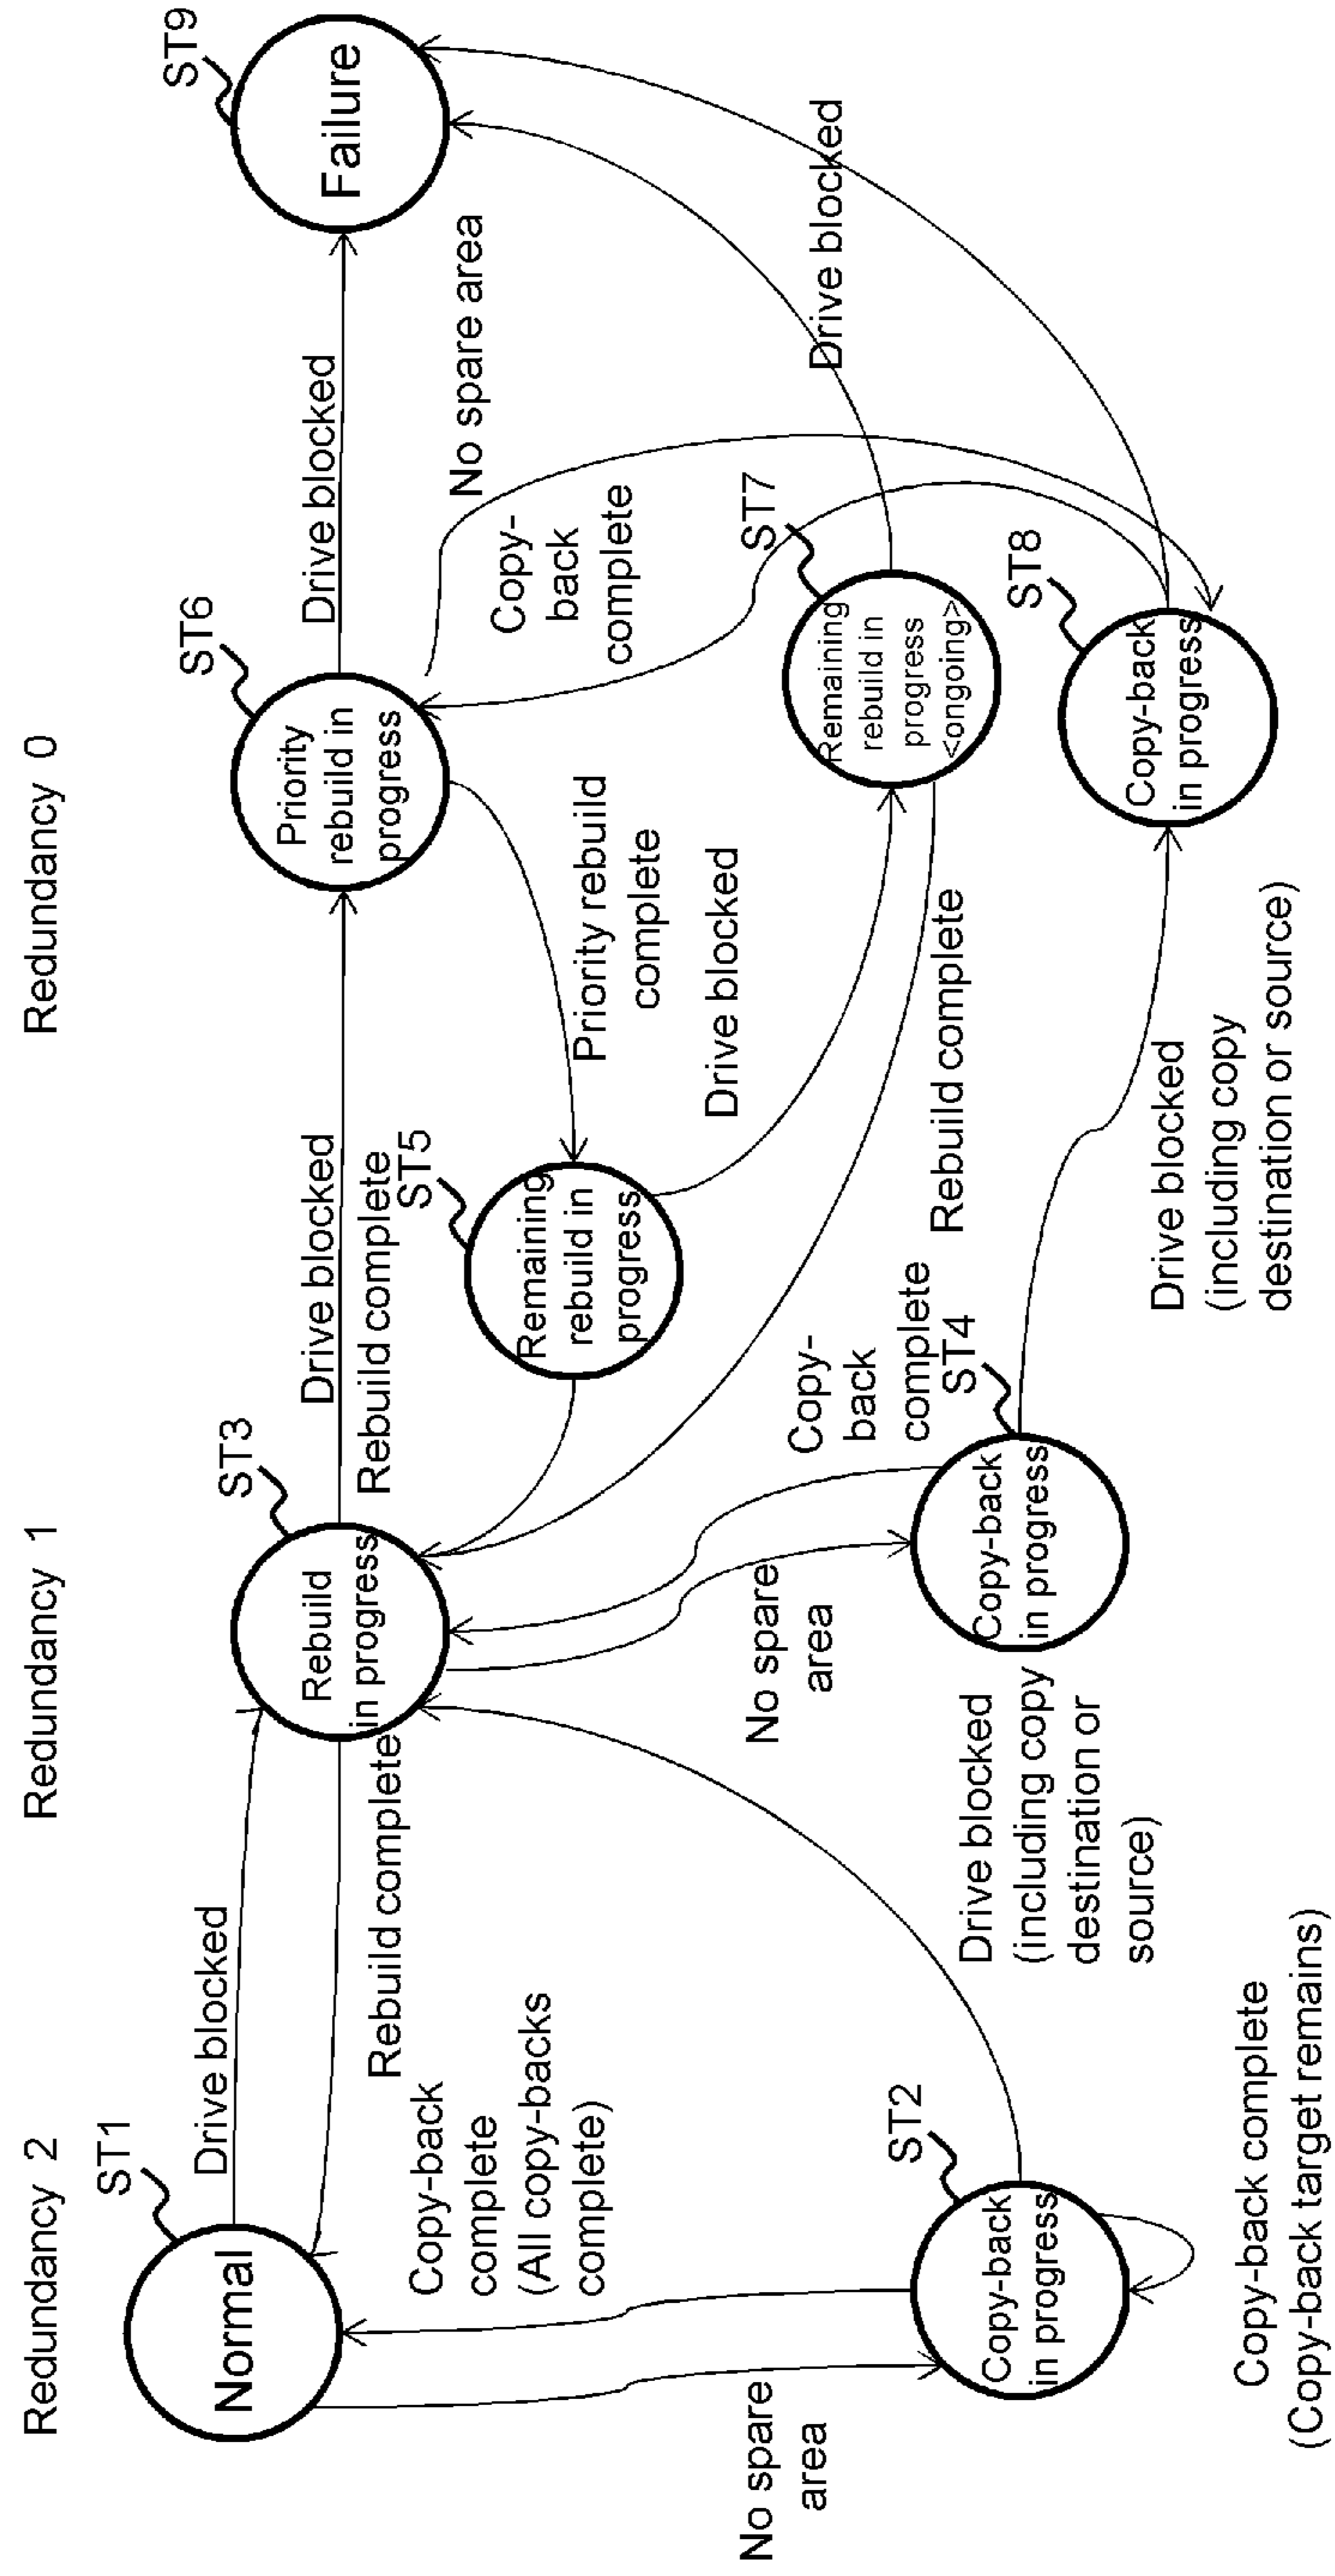 Redundancy 2
Redundancy 1
Redundancy 0
ST1
Normal
Drive blocked
ST3
Rebuild
in progress
Rebuild complete
Drive blocked
Rebuild complete
ST6
Priority
rebuild in
progress
Drive blocked
ST9
Failure
No spare area
Copy-
back
complete
ST5
Remaining
rebuild in
progress
Priority rebuild
complete
Drive blocked
ST7
Remaining
rebuild in
progress
<ongoing>
Drive blocked
Rebuild complete
Copy-back
complete
(All copy-backs
complete)
No spare
area
ST2
Copy-back
in progress
Copy-back complete
(Copy-back target remains)
Drive blocked
(including copy
destination or
source)
No spare
area
Copy-
back
complete
ST4
Copy-back
in progress
Drive blocked
(including copy
destination or source)
ST8
Copy-back
in progress